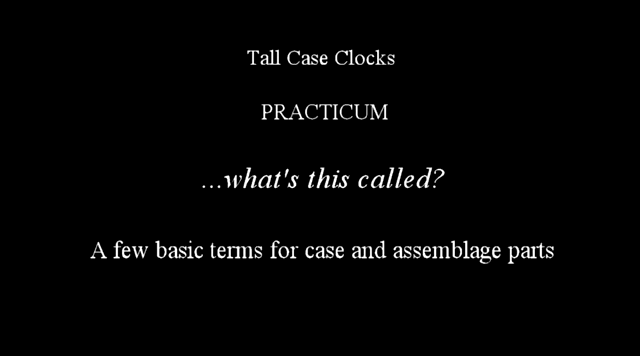 Tall Case Clocks
PRACTICUM
...what's this called?
A few basic terms for case and assemblage parts